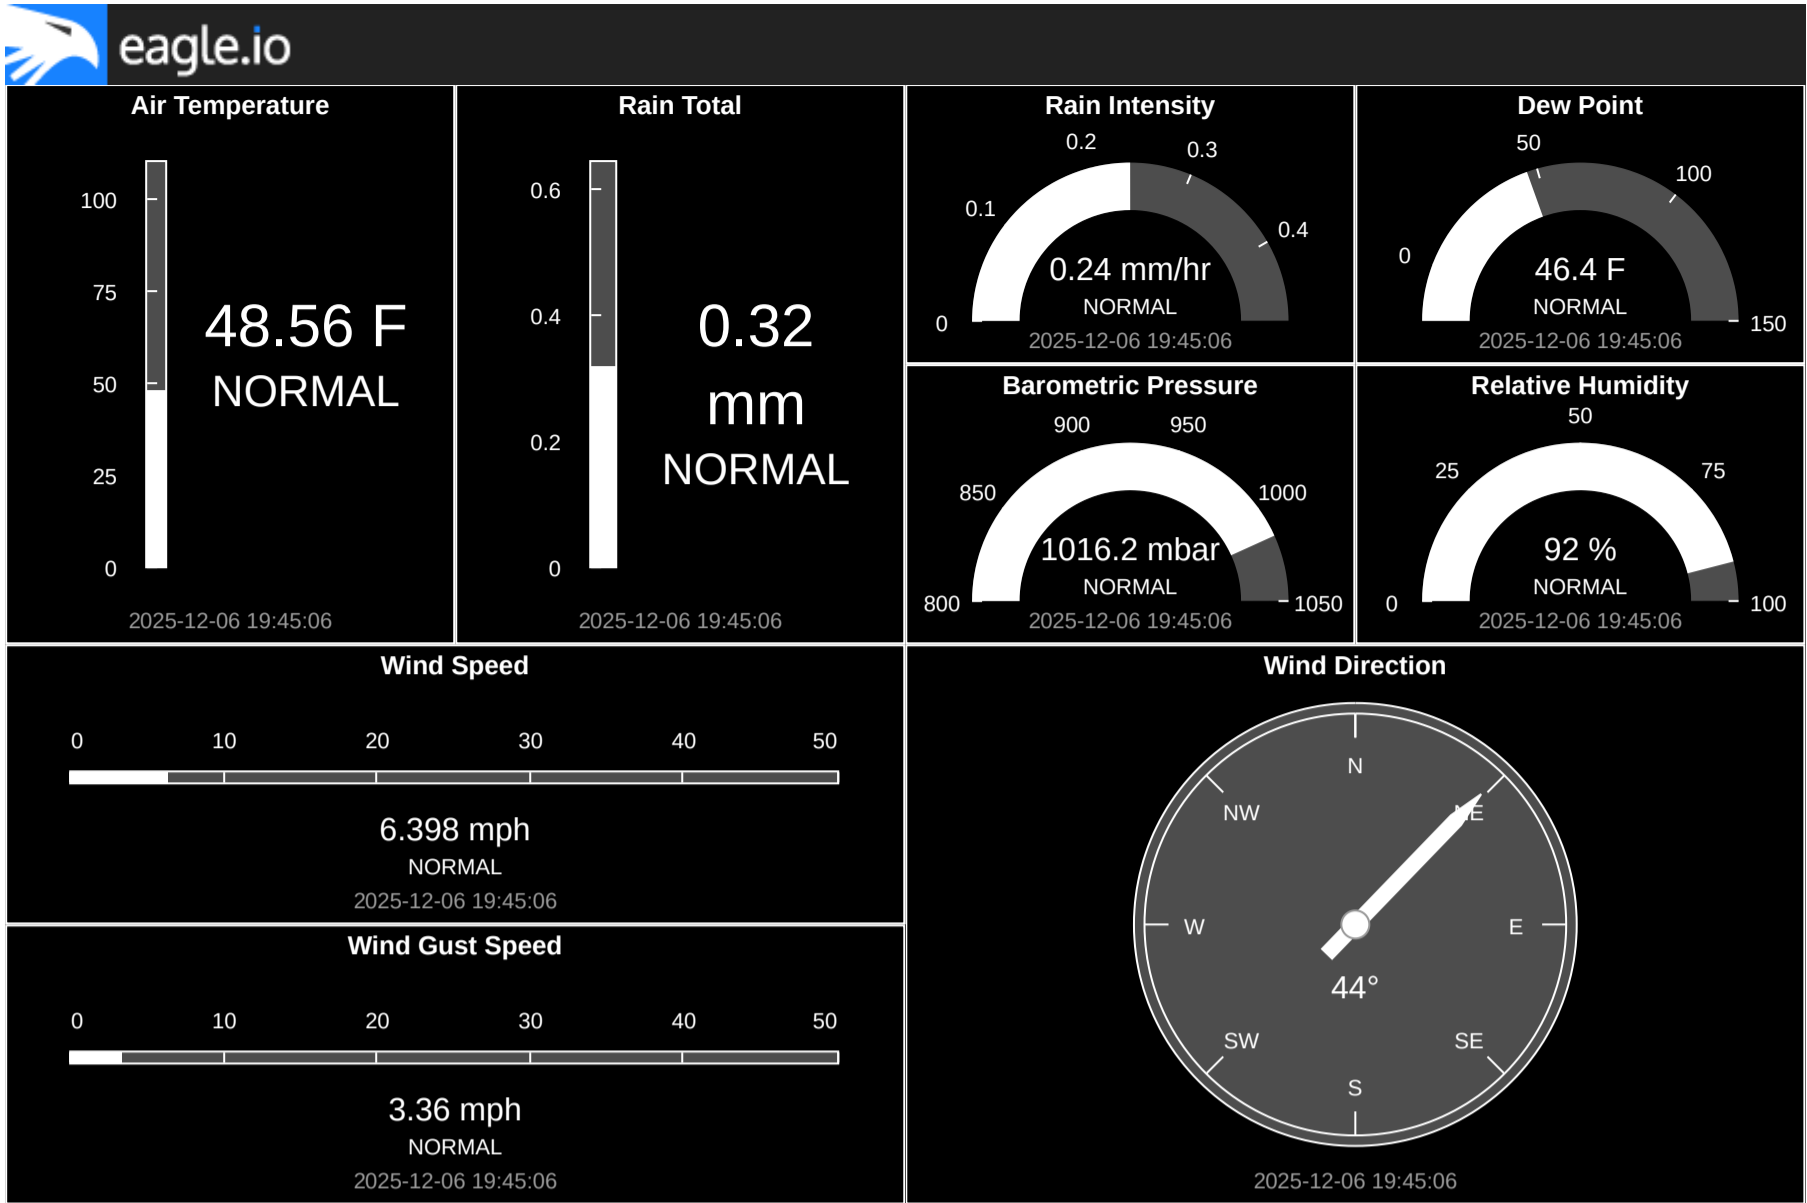 eagle.io
Air Temperature
100
75
50
25
0
48.56 F
NORMAL
2025-12-06 19:45:06
Rain Total
0.6
0.4
0.2
0
0.32
mm
NORMAL
2025-12-06 19:45:06
Rain Intensity
0
0.1
0.2
0.3
0.4
0.24 mm/hr
NORMAL
2025-12-06 19:45:06
Dew Point
0
50
100
150
46.4 F
NORMAL
2025-12-06 19:45:06
Barometric Pressure
800
850
900
950
1000
1050
1016.2 mbar
NORMAL
2025-12-06 19:45:06
Relative Humidity
0
25
50
75
100
92 %
NORMAL
2025-12-06 19:45:06
Wind Speed
0 10 20 30 40 50
6.398 mph
NORMAL
2025-12-06 19:45:06
Wind Gust Speed
0 10 20 30 40 50
3.36 mph
NORMAL
2025-12-06 19:45:06
Wind Direction
N
NW NE
W E
44°
SW SE
S
2025-12-06 19:45:06